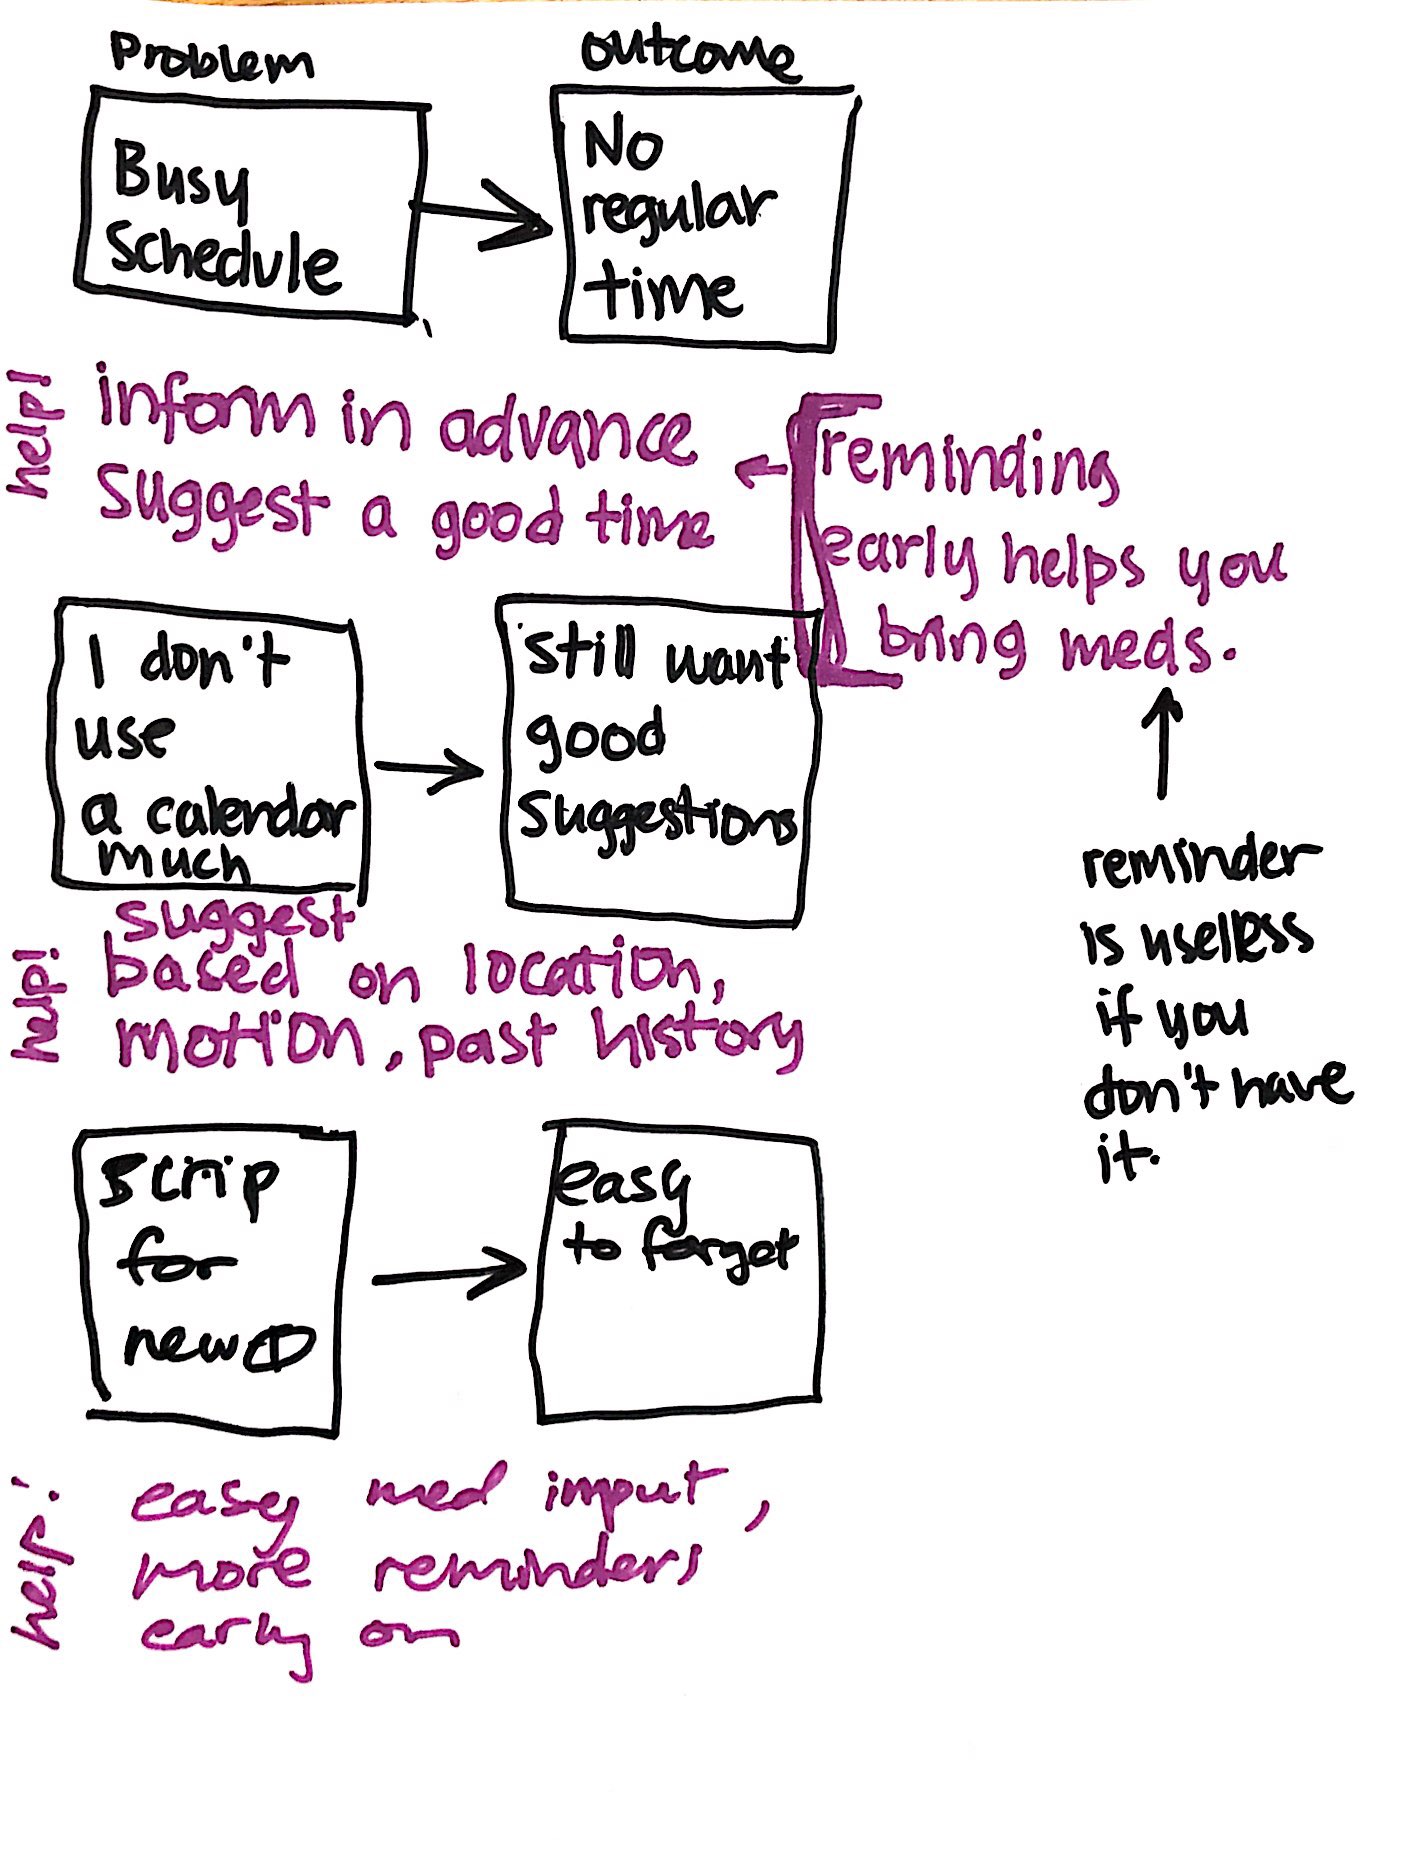 Problem
outcome
Busy
Schedule
No
regular
time
help!
inform in advance
suggest a good time
reminding
early helps you
bring meds.
reminder
is useless
if you
don't have
it.
I don't
use
a calendar
much
still want
good
suggestions
help!
suggest
based on location,
motion, past history
scrip
for
new
easy
to forget
help!
easy med imput,
more reminders
early on